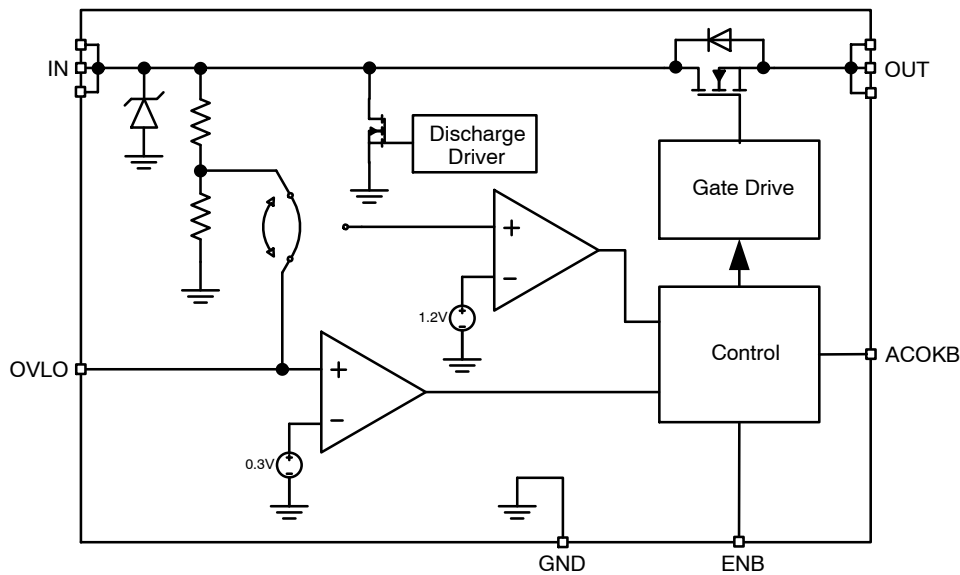 IN
OUT
Discharge
Driver
Gate Drive
+
−
1.2V
+
−
Control
OVLO
ACOKB
+
−
0.3V
+
−
GND
ENB